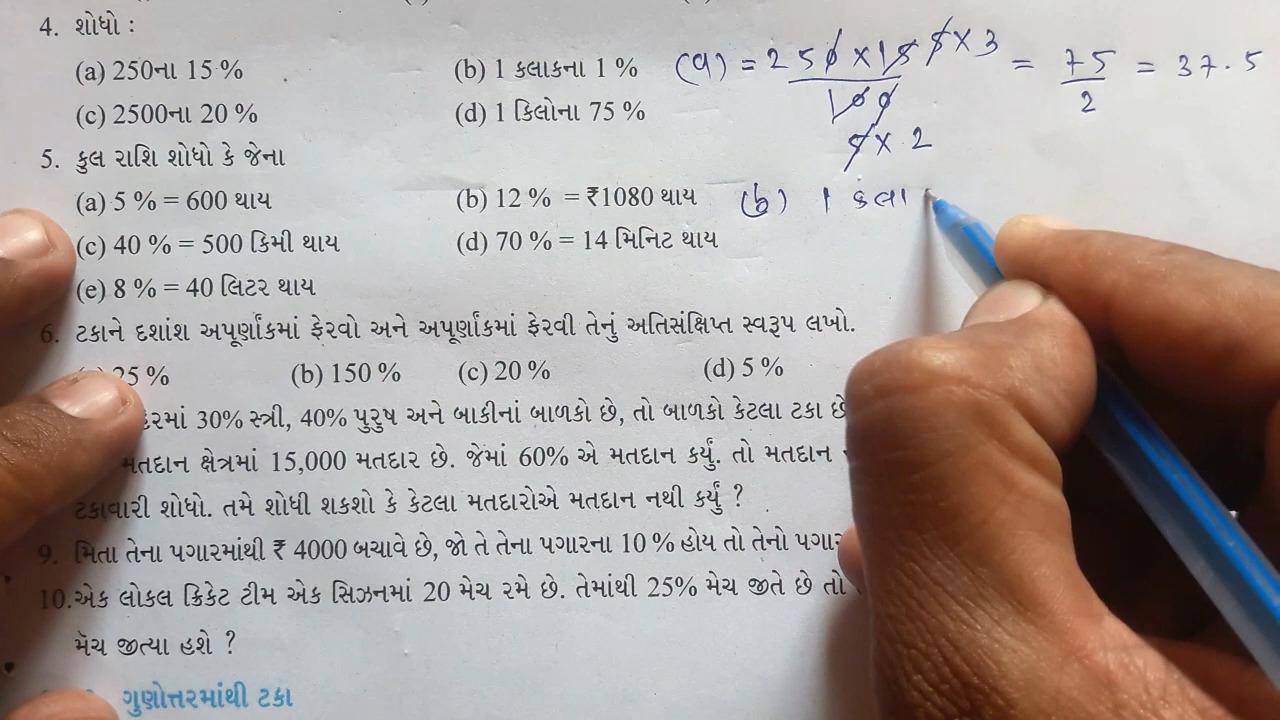 4. શોધો :
(a) 250ના 15 % (b) 1 કલાકના 1 %
(c) 2500ના 20 % (d) 1 કિલોના 75 %
5. કુલ રાશિ શોધો કે જેના
(a) 5 % = 600 થાય (b) 12 % = ₹1080 થાય
(c) 40 % = 500 કિમી થાય (d) 70 % = 14 મિનિટ થાય
(e) 8 % = 40 લિટર થાય
6. ટકાને દશાંશ અપૂર્ણાંકમાં ફેરવો અને અપૂર્ણાંકમાં ફેરવી તેનું અતિસંક્ષિપ્ત સ્વરૂપ લખો.
25 % (b) 150 % (c) 20 % (d) 5 %
30% સ્ત્રી, 40% પુરુષ અને બાકીનાં બાળકો છે, તો બાળકો કેટલા ટકા છે
મતદાન ક્ષેત્રમાં 15,000 મતદાર છે. જેમાં 60% એ મતદાન કર્યું. તો મતદાન
ટકાવારી શોધો. તમે શોધી શકશો કે કેટલા મતદારોએ મતદાન નથી કર્યું ?
9. મિતા તેના પગારમાંથી ₹ 4000 બચાવે છે, જો તે તેના પગારના 10 % હોય તો તેનો
10. એક લોકલ ક્રિકેટ ટીમ એક સિઝનમાં 20 મેચ રમે છે. તેમાંથી 25% મેચ જીતે છે તો
મૅચ જીત્યા હશે ?
ગુણોત્તરમાંથી ટકા
(a) = 250 × 15 5 × 3 = 75 = 37.5
100 2
5 × 2
(b) 1 કલા